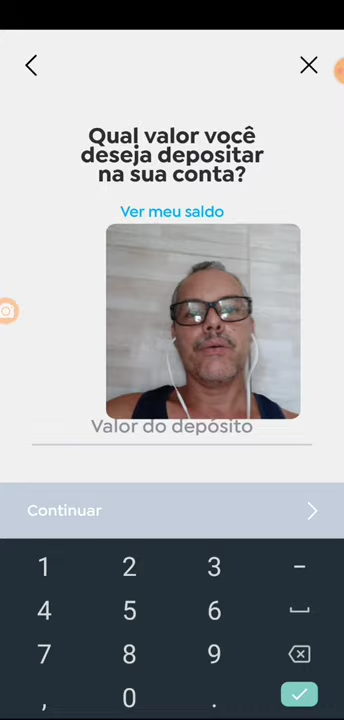 Qual valor você
deseja depositar
na sua conta?
Ver meu saldo
Valor do depósito
Continuar
1 2 3 -
4 5 6
7 8 9
, 0 .